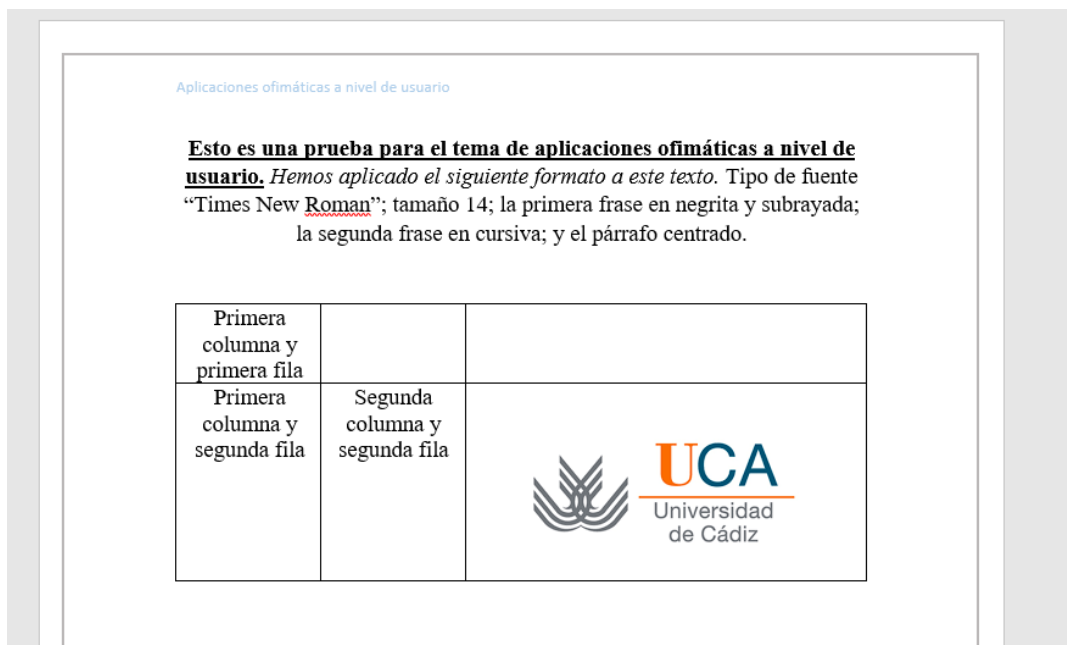 Aplicaciones ofimáticas a nivel de usuario
Esto es una prueba para el tema de aplicaciones ofimáticas a nivel de
usuario. Hemos aplicado el siguiente formato a este texto. Tipo de fuente
“Times New Roman”; tamaño 14; la primera frase en negrita y subrayada;
la segunda frase en cursiva; y el párrafo centrado.
Primera
columna y
primera fila
Primera
columna y
segunda fila
Segunda
columna y
segunda fila
UCA
Universidad
de Cádiz